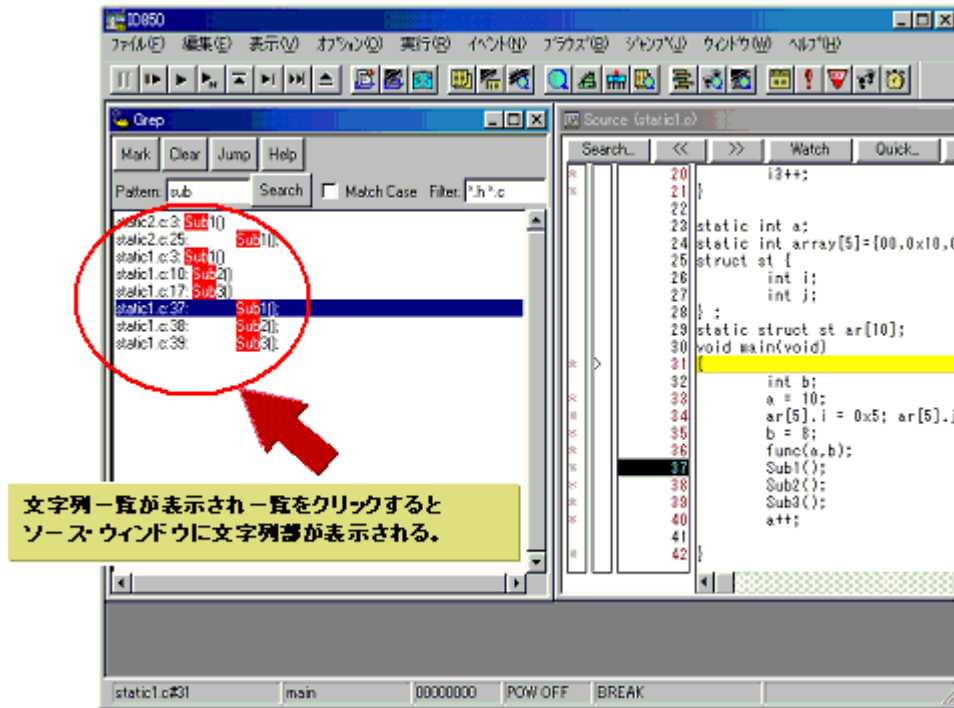 ID850
ファイル(F) 編集(E) 表示(V) オプション(O) 実行(R) イベント(N) ブラウズ(B) ジャンプ(J) ウィンドウ(W) ヘルプ(H)
Grep
Mark Clear Jump Help
Pattern: sub Search Match Case Filter: *.h *.c
static2.c:3: Sub1()
static2.c:25: Sub1();
static1.c:3: Sub1()
static1.c:10: Sub2()
static1.c:17: Sub3()
static1.c:37: Sub1();
static1.c:38: Sub2();
static1.c:39: Sub3();
文字列一覧が表示され一覧をクリックすると
ソース・ウィンドウに文字列部が表示される。
Source (static1.c)
Search... << >> Watch Quick...
20 i3++;
21 }
22
23 static int a;
24 static int array[5]=[00,0x10,0
25 struct st {
26 int i;
27 int j;
28 } ;
29 static struct st ar[10];
30 void main(void)
31 {
32 int b;
33 a = 10;
34 ar[5].i = 0x5; ar[5].j
35 b = 8;
36 func(a,b);
37 Sub1();
38 Sub2();
39 Sub3();
40 a++;
41
42 }
static1.c#31 main 00000000 POW OFF BREAK